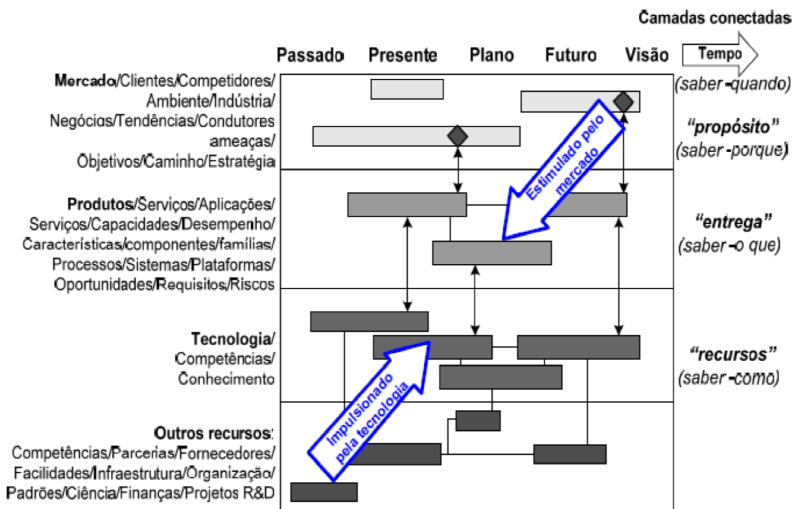 Camadas conectadas
Passado Presente Plano Futuro Visão Tempo
Mercado/Clientes/Competidores/
Ambiente/Indústria/
Negócios/Tendências/Condutores
ameaças/
Objetivos/Caminho/Estratégia
(saber-quando)
“propósito”
(saber-porque)
Estimulado pelo
mercado
Produtos/Serviços/Aplicações/
Serviços/Capacidades/Desempenho/
Características/componentes/famílias/
Processos/Sistemas/Plataformas/
Oportunidades/Requisitos/Riscos
“entrega”
(saber-o que)
Tecnologia/
Competências/
Conhecimento
“recursos”
(saber-como)
Impulsionado
pela tecnologia
Outros recursos:
Competências/Parcerias/Fornecedores/
Facilidades/Infraestrutura/Organização/
Padrões/Ciência/Finanças/Projetos R&D